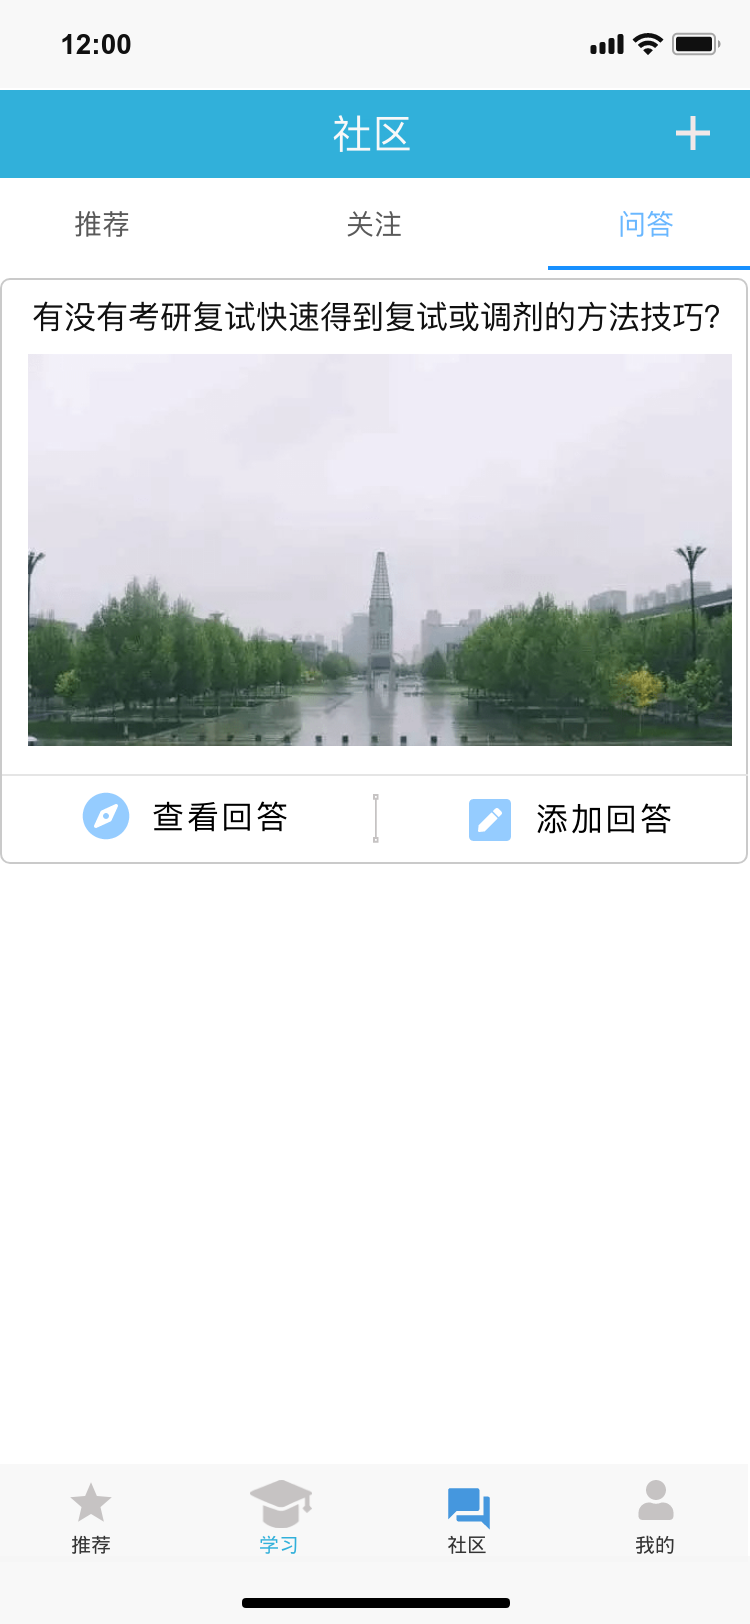 12:00
社区
推荐 关注 问答
有没有考研复试快速得到复试或调剂的方法技巧?
查看回答 添加回答
推荐 学习 社区 我的